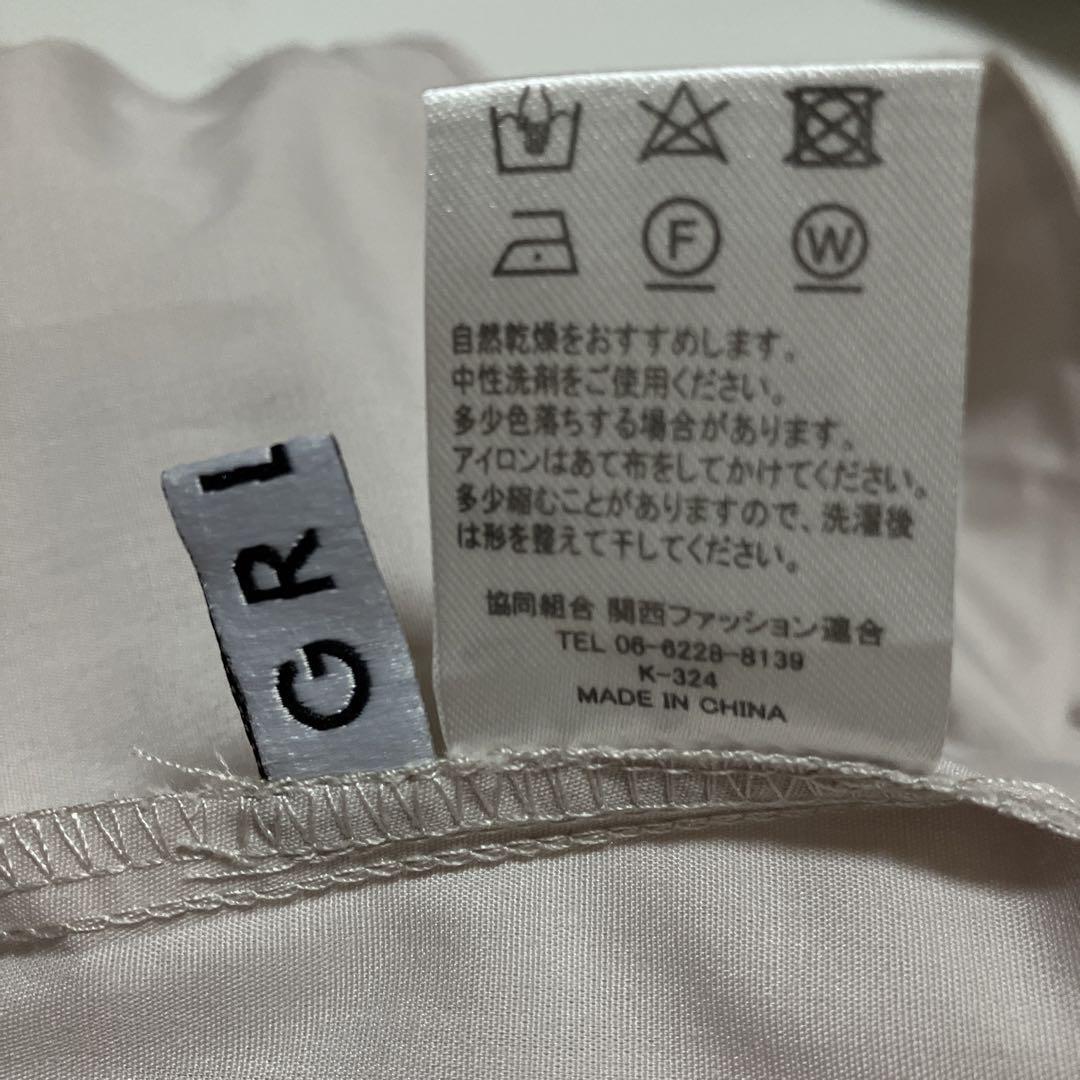 F W
自然乾燥をおすすめします。
中性洗剤をご使用ください。
多少色落ちする場合があります。
アイロンはあて布をしてかけてください。
多少縮むことがありますので、洗濯後
は形を整えて干してください。
協同組合 関西ファッション連合
TEL 06-6228-8139
K-324
MADE IN CHINA
GRL